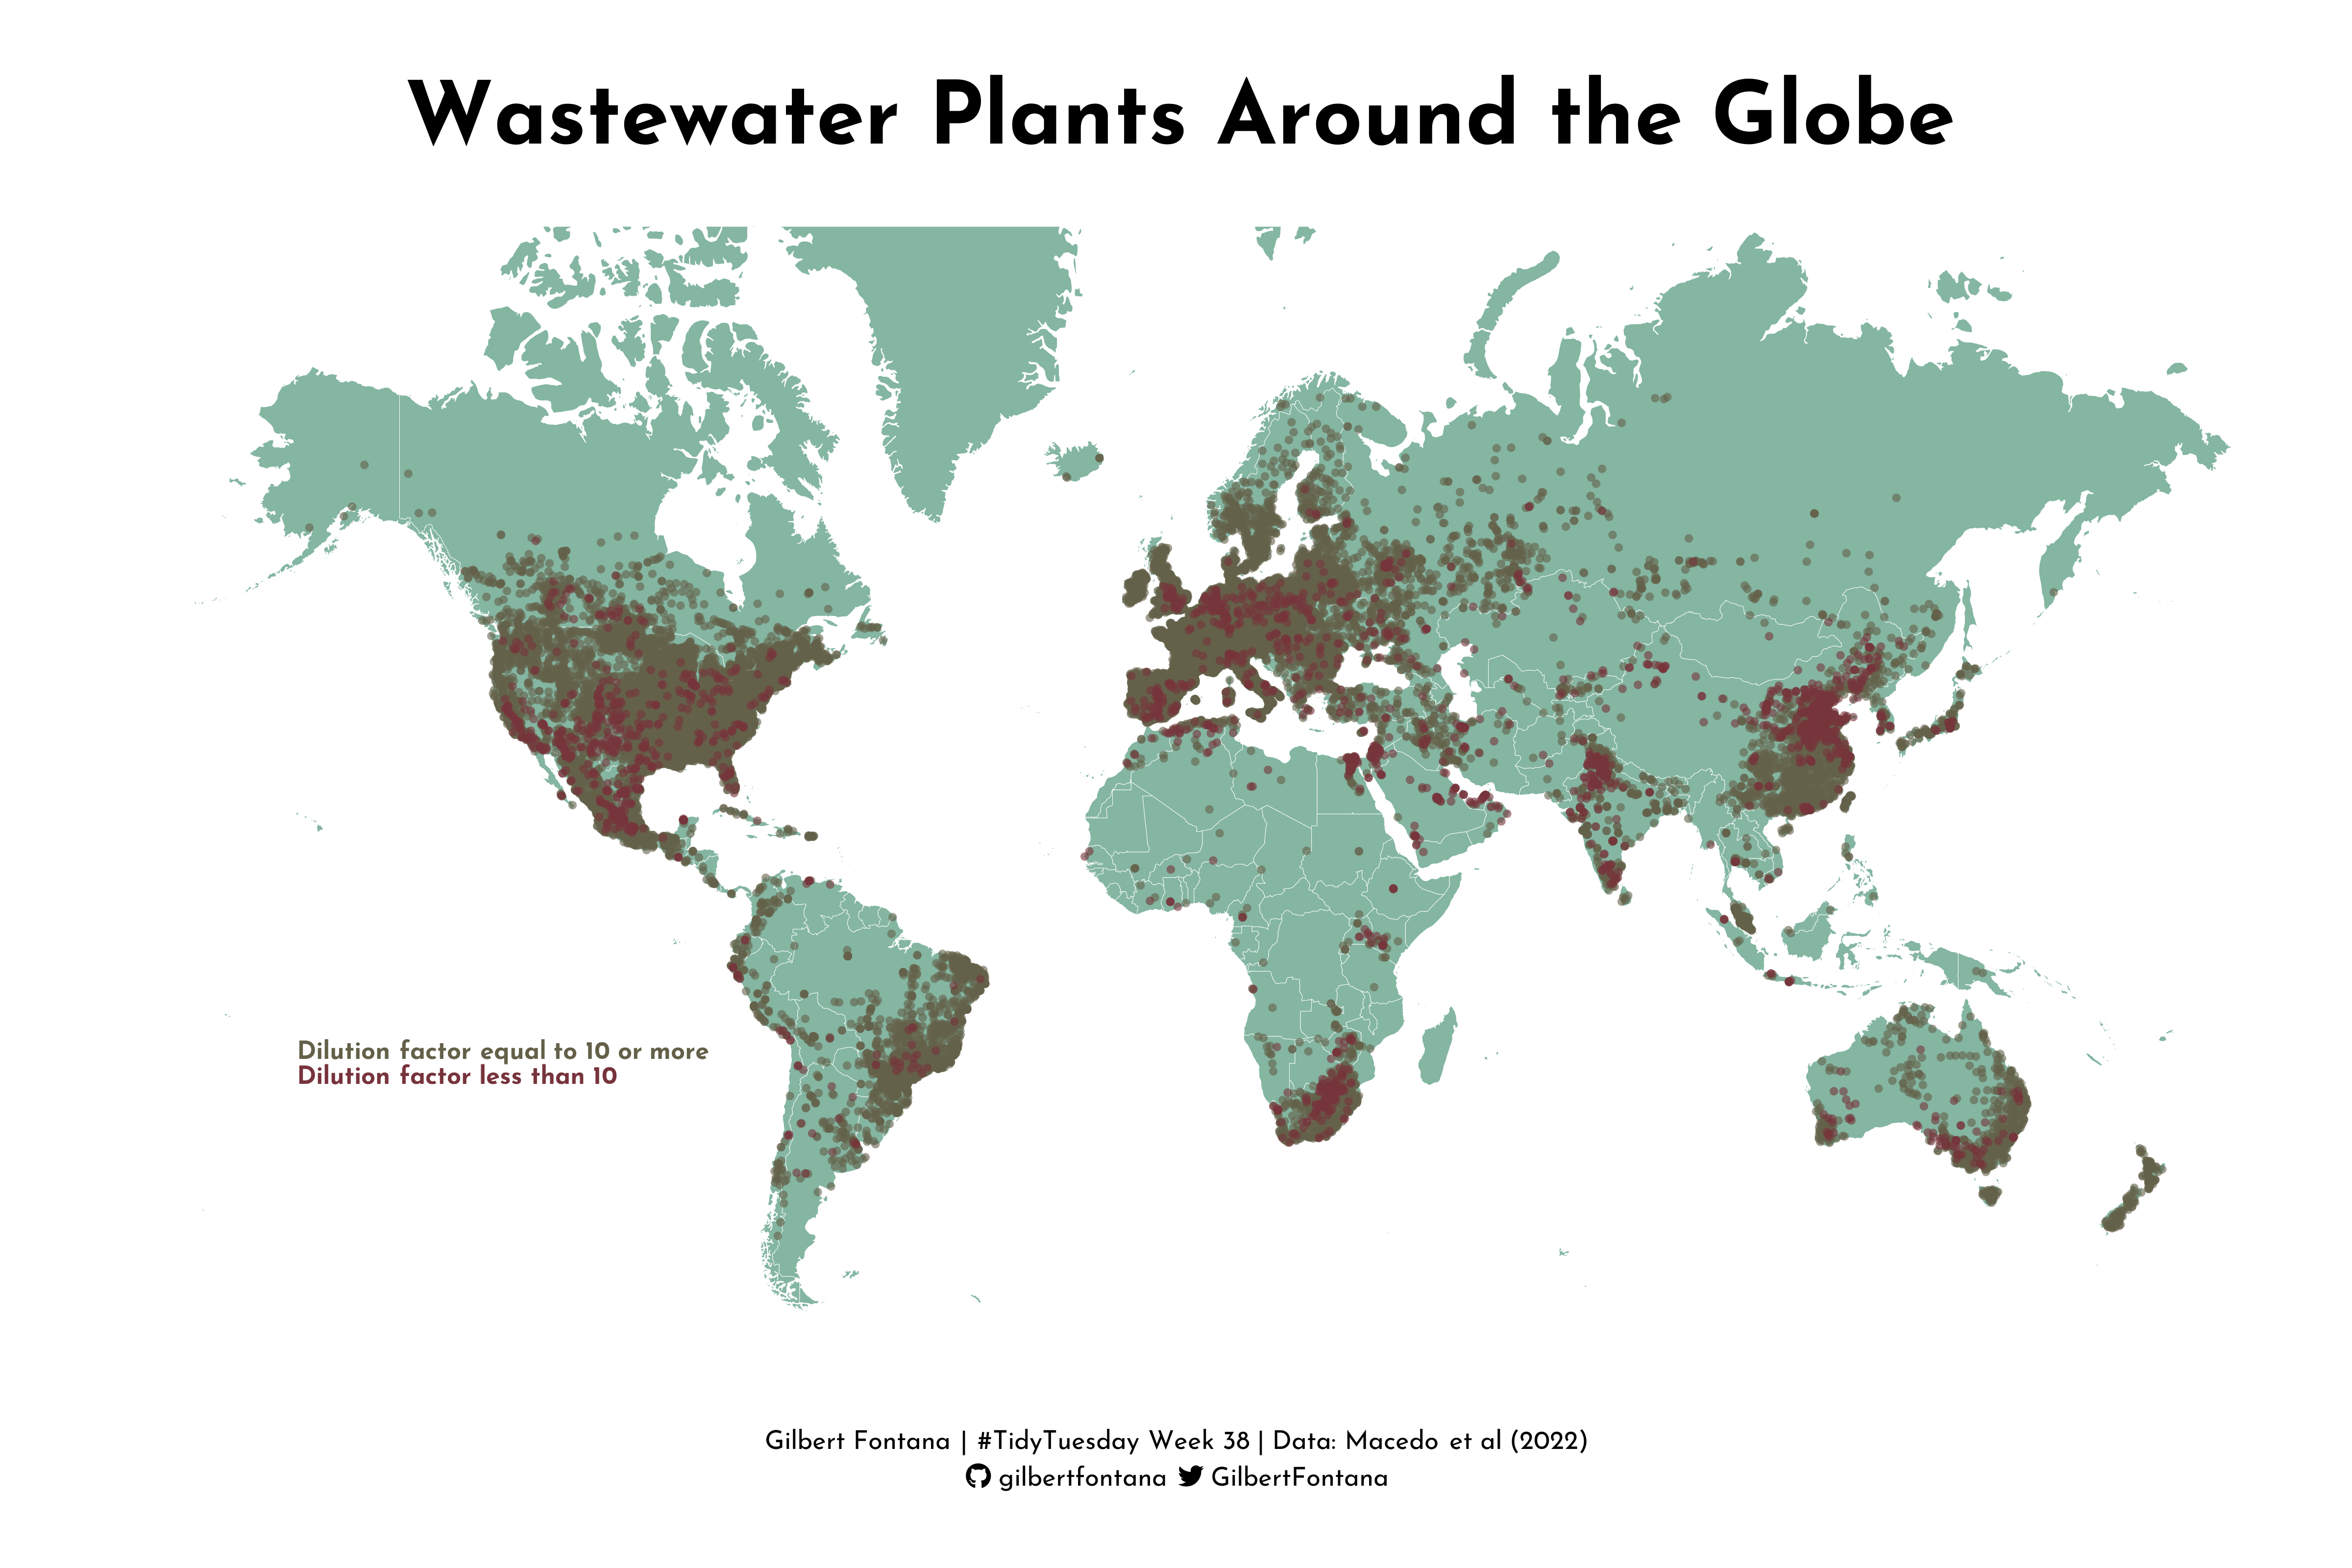 Wastewater Plants Around the Globe
Dilution factor equal to 10 or more
Dilution factor less than 10
Gilbert Fontana | #TidyTuesday Week 38 | Data: Macedo et al (2022)
gilbertfontana GilbertFontana